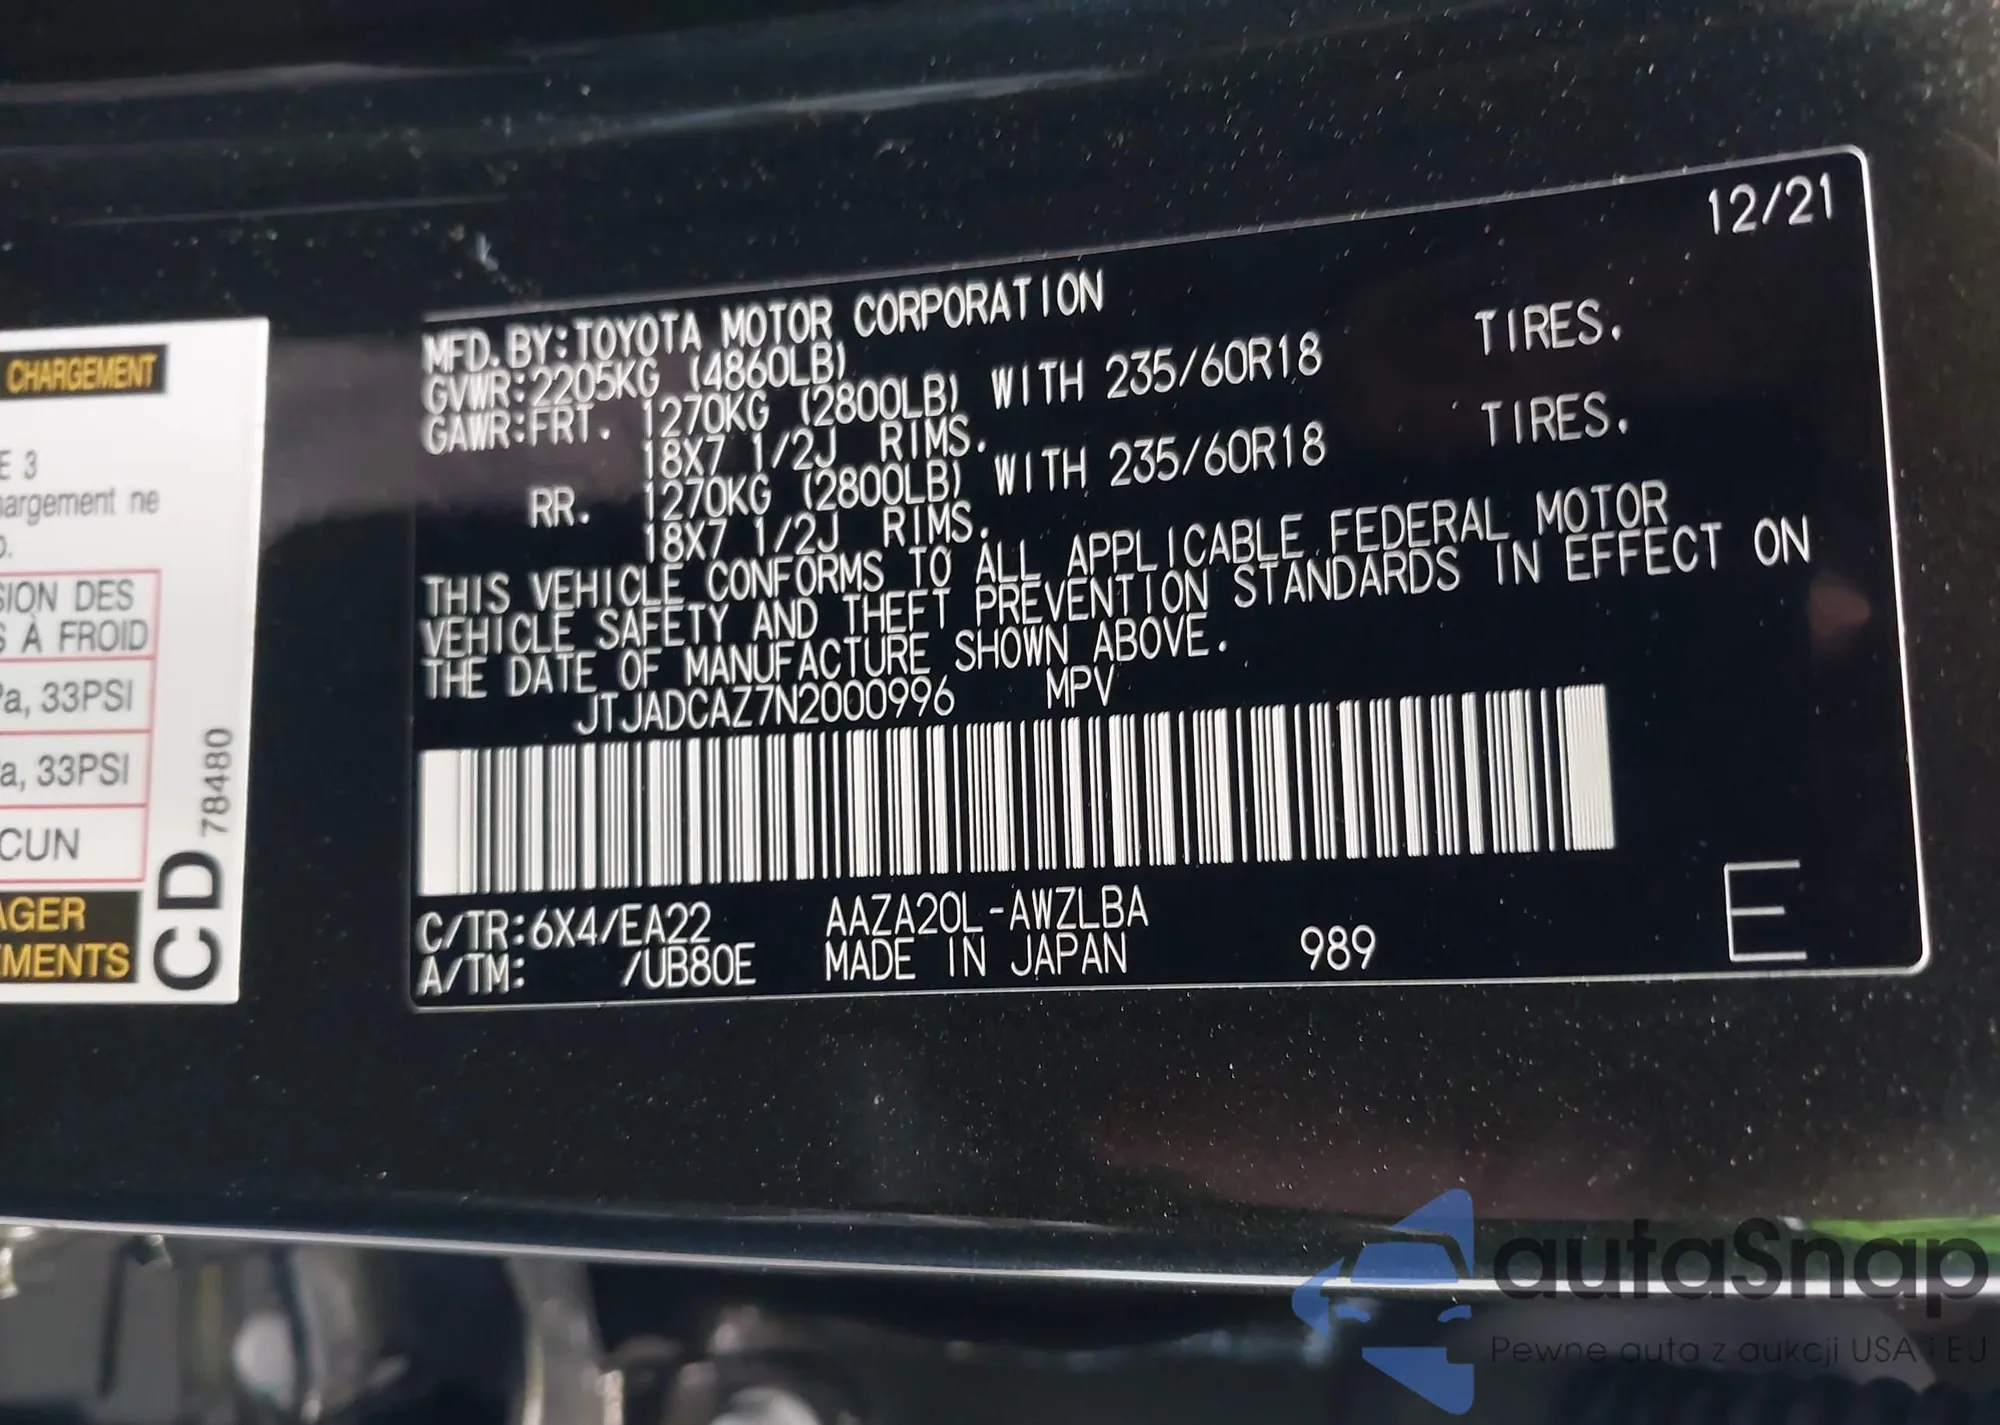 CHARGEMENT
E 3
argement ne
SION DES
À FROID
Pa, 33PSI
a, 33PSI
CUN
AGER
EMENTS
CD 78480
12/21
MFD.BY:TOYOTA MOTOR CORPORATION
GVWR:2205KG (4860LB)
GAWR:FRT. 1270KG (2800LB) WITH 235/60R18 TIRES.
18X7 1/2J RIMS.
RR. 1270KG (2800LB) WITH 235/60R18 TIRES.
18X7 1/2J RIMS.
THIS VEHICLE CONFORMS TO ALL APPLICABLE FEDERAL MOTOR
VEHICLE SAFETY AND THEFT PREVENTION STANDARDS IN EFFECT ON
THE DATE OF MANUFACTURE SHOWN ABOVE.
JTJADCAZ7N2000996 MPV
C/TR:6X4/EA22 AAZA20L-AWZLBA
A/TM: /UB80E MADE IN JAPAN 989 E
autaSnap
Pewne auta z aukcji USA i EU